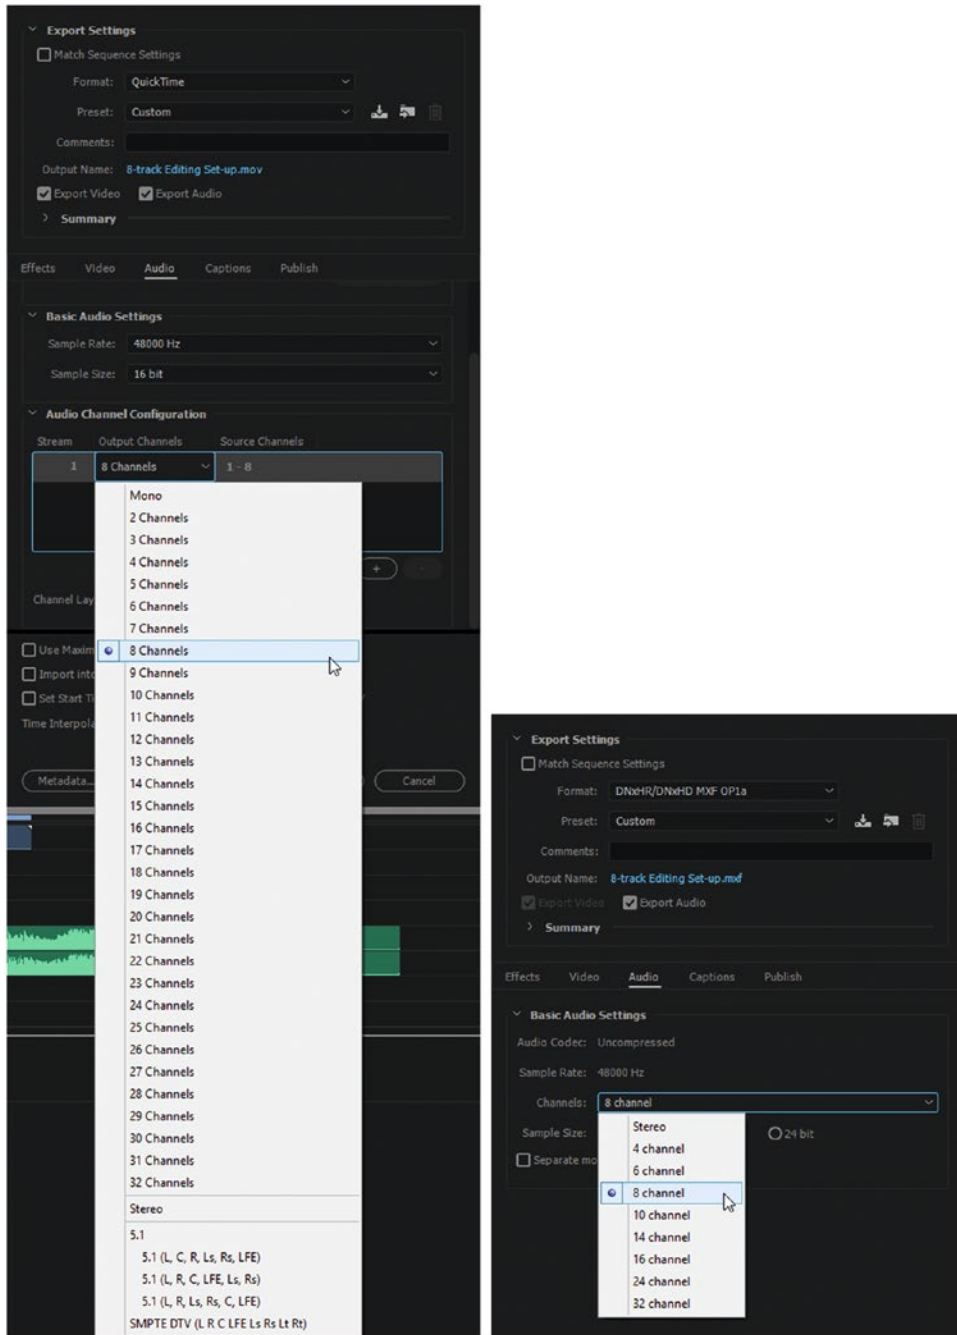 Export Settings
Match Sequence Settings
Format: QuickTime
Preset: Custom
Comments:
Output Name: 8-track Editing Set-up.mov
Export Video Export Audio
Summary
Effects Video Audio Captions Publish
Basic Audio Settings
Sample Rate: 48000 Hz
Sample Size: 16 bit
Audio Channel Configuration
Stream Output Channels Source Channels
1 8 Channels 1 - 8
Mono
2 Channels
3 Channels
4 Channels
5 Channels
+ -
Channel Lay
6 Channels
7 Channels
Use Maxim
8 Channels
Import into
9 Channels
Set Start Ti
10 Channels
11 Channels
Time Interpola
12 Channels
13 Channels
Metadata...
14 Channels
Cancel
15 Channels
16 Channels
17 Channels
18 Channels
19 Channels
20 Channels
21 Channels
22 Channels
23 Channels
24 Channels
25 Channels
26 Channels
27 Channels
28 Channels
29 Channels
30 Channels
31 Channels
32 Channels
Stereo
5.1
5.1 (L, C, R, Ls, Rs, LFE)
5.1 (L, R, C, LFE, Ls, Rs)
5.1 (L, R, Ls, Rs, C, LFE)
SMPTE DTV (L R C LFE Ls Rs Lt Rt)
Export Settings
Match Sequence Settings
Format: DNxHR/DNxHD MXF OP1a
Preset: Custom
Comments:
Output Name: 8-track Editing Set-up.mxf
Export Video Export Audio
Summary
Effects Video Audio Captions Publish
Basic Audio Settings
Audio Codec: Uncompressed
Sample Rate: 48000 Hz
Channels: 8 channel
Sample Size: 24 bit
Separate mo
Stereo
4 channel
6 channel
8 channel
10 channel
14 channel
16 channel
24 channel
32 channel